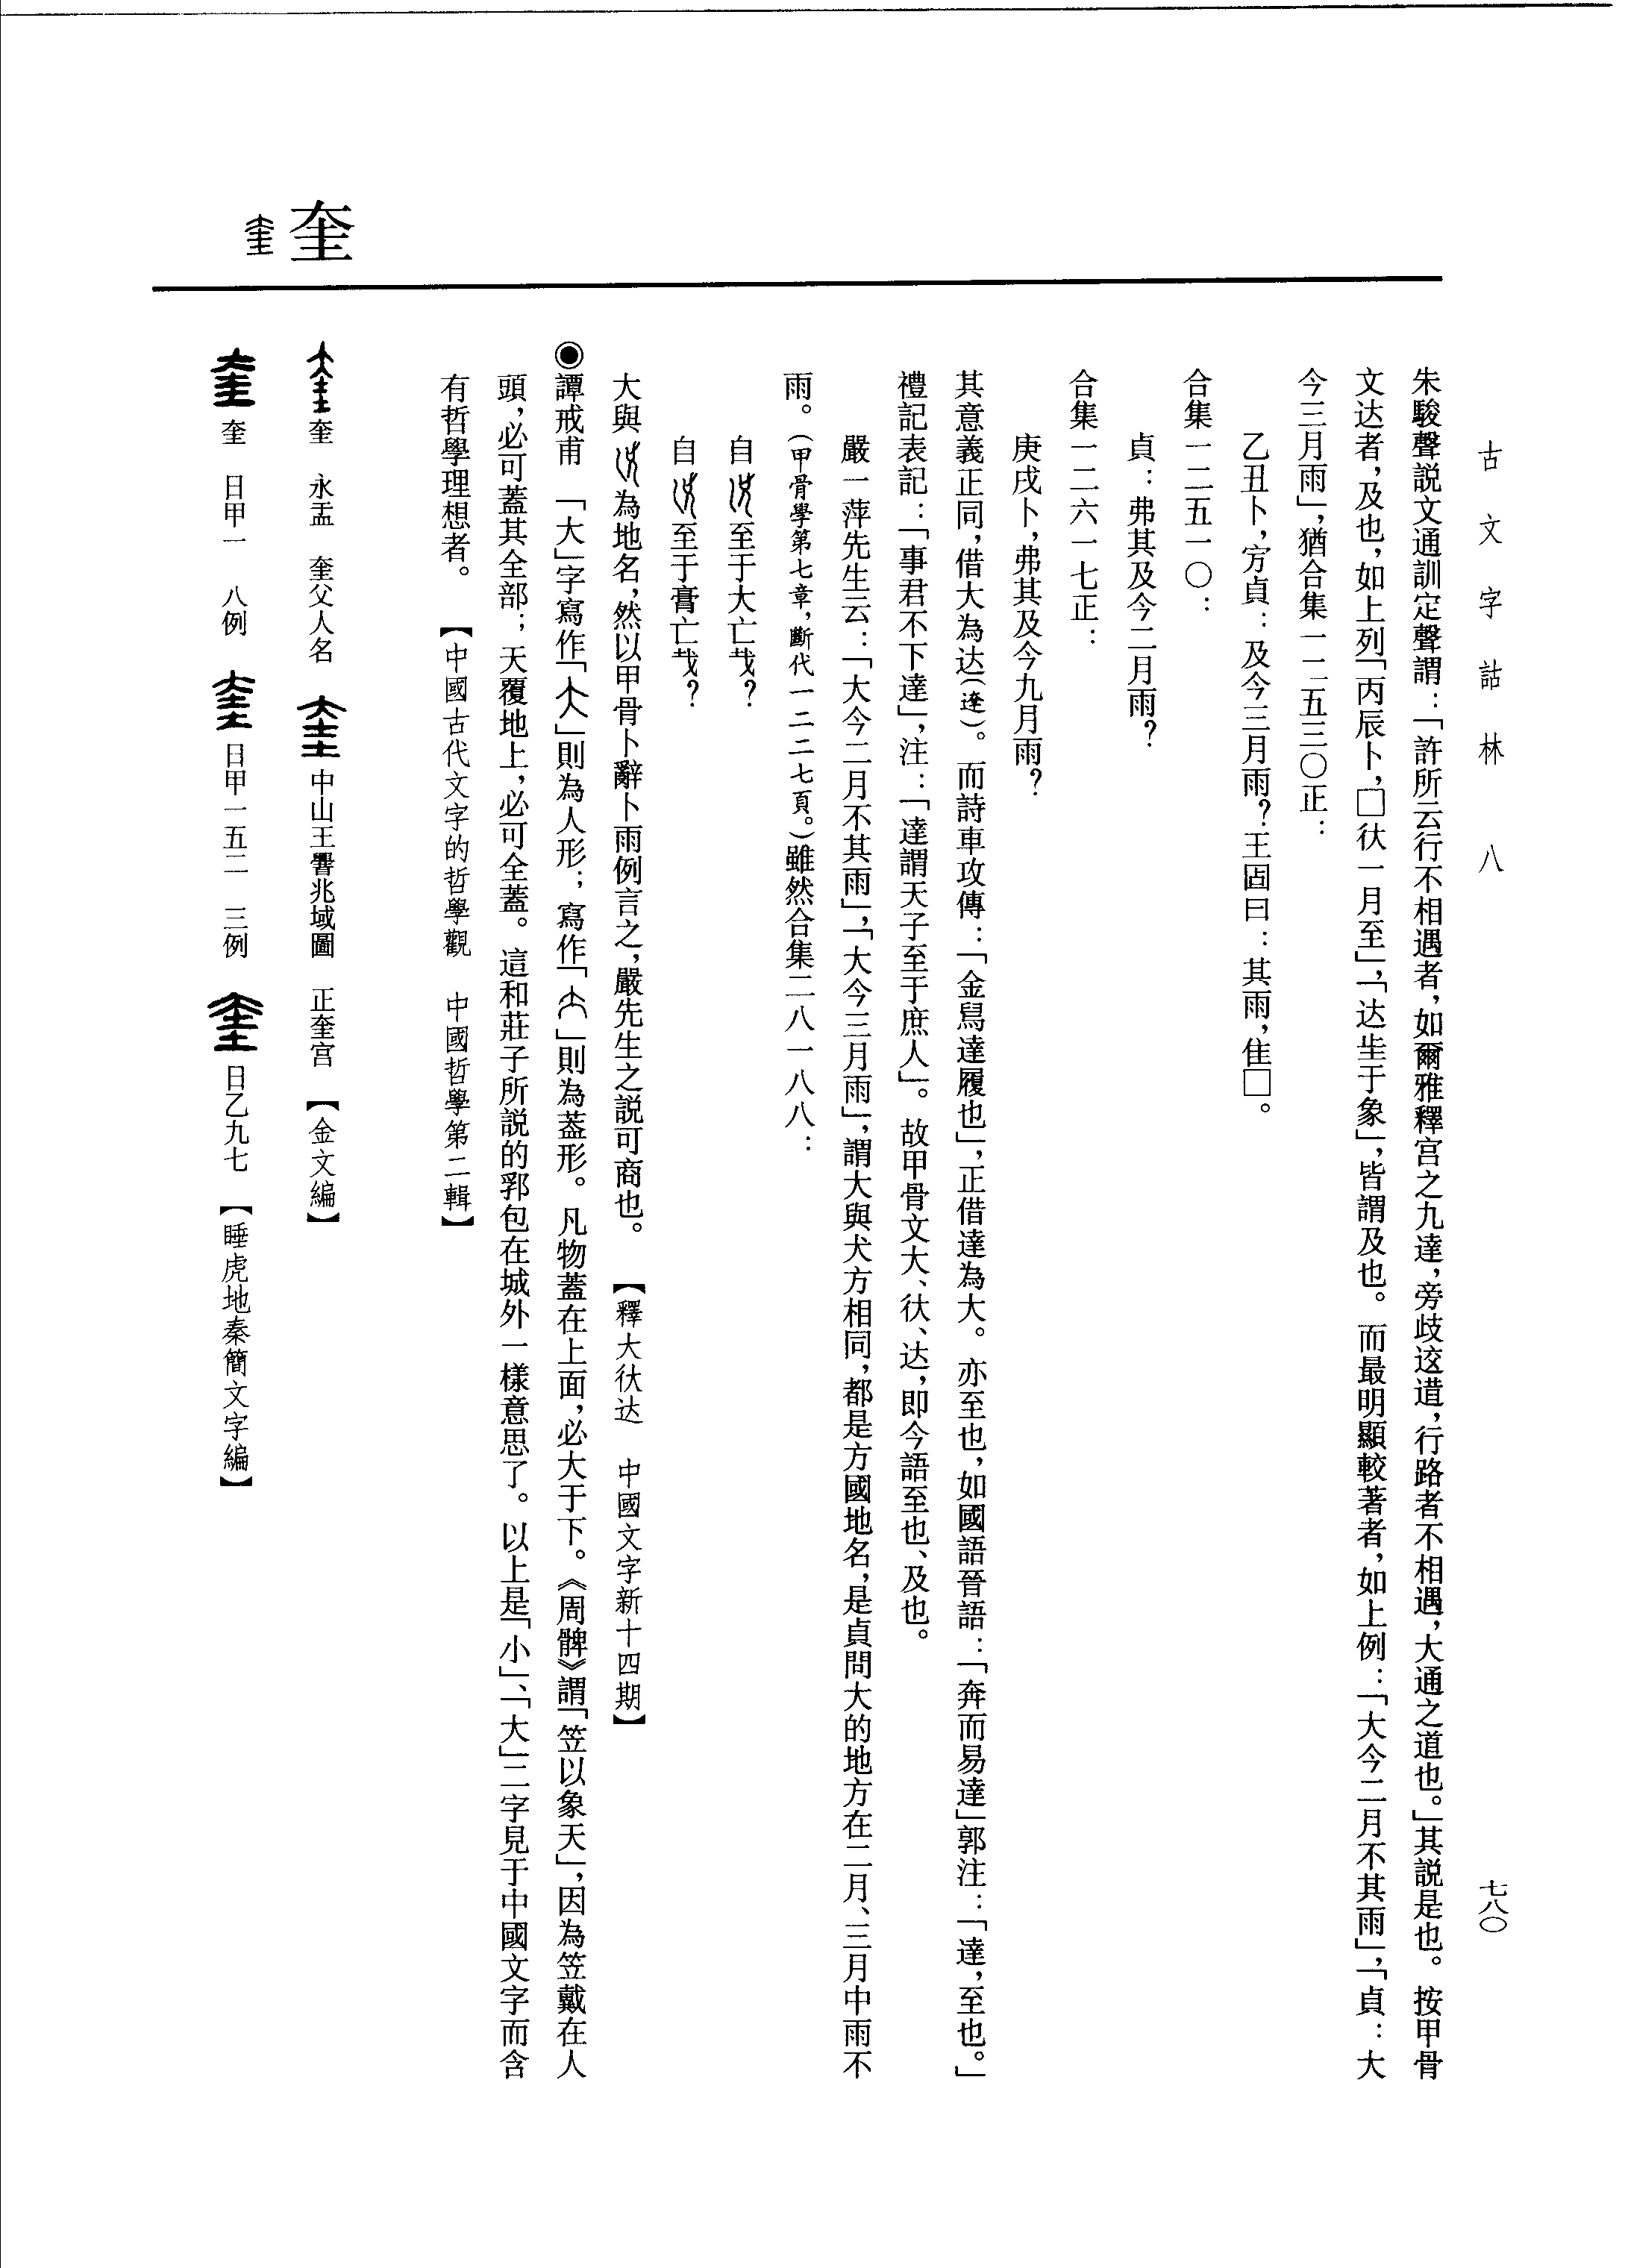 古文字詁林 八
七八〇
朱駿聲説文通訓定聲謂：「許所云行不相遇者，如爾雅釋宫之九達，旁歧这逪，行路者不相遇，大通之道也。」其説是也。按甲骨
文达者，及也，如上列「丙辰卜，□㣖一月至」，「达坒于象」，皆謂及也。而最明顯較著者，如上例：「大今二月不其雨」，「貞：大
今三月雨」，猶合集一二五三〇正：
乙丑卜，㱿貞：及今三月雨？王固曰：其雨，隹□。
合集一二五一〇：
貞：弗其及今二月雨？
合集一二六一七正：
庚戌卜，弗其及今九月雨？
其意義正同，借大為达（達）。而詩車攻傳：「金舄達履也」，正借達為大。亦至也，如國語晉語：「奔而易達」郭注：「達，至也。」
禮記表記：「事君不下達」，注：「達謂天子至于庶人」。故甲骨文大、㣖、达，即今語至也、及也。
嚴一萍先生云：「大今二月不其雨」，「大今三月雨」，謂大與犬方相同，都是方國地名，是貞問大的地方在二月、三月中雨不
雨。（甲骨學第七章，斷代一二二七頁。）雖然合集二八一八八：
自至于大亡𢦏？
自至于膏亡𢦏？
大與為地名，然以甲骨卜辭卜雨例言之，嚴先生之説可商也。 【釋大㣖达 中國文字新十四期】
◉譚戒甫 「大」字寫作「」則為人形；寫作「」則為蓋形。凡物蓋在上面，必大于下。《周髀》謂「笠以象天」，因為笠戴在人
頭，必可蓋其全部；天覆地上，必可全蓋。這和莊子所説的郛包在城外一樣意思了。以上是「小」、「大」二字見于中國文字而含
有哲學理想者。 【中國古代文字的哲學觀 中國哲學第二輯】
奎
奎 永盂 奎父人名 中山王𰯼兆域圖 正奎宫 【金文編】
奎 日甲一 八例 日甲一五二 三例 日乙九七 【睡虎地秦簡文字編】